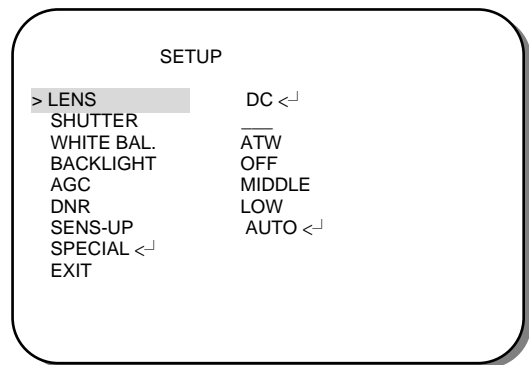 SETUP
> LENS DC <┘
SHUTTER ___
WHITE BAL. ATW
BACKLIGHT OFF
AGC MIDDLE
DNR LOW
SENS-UP AUTO <┘
SPECIAL <┘
EXIT